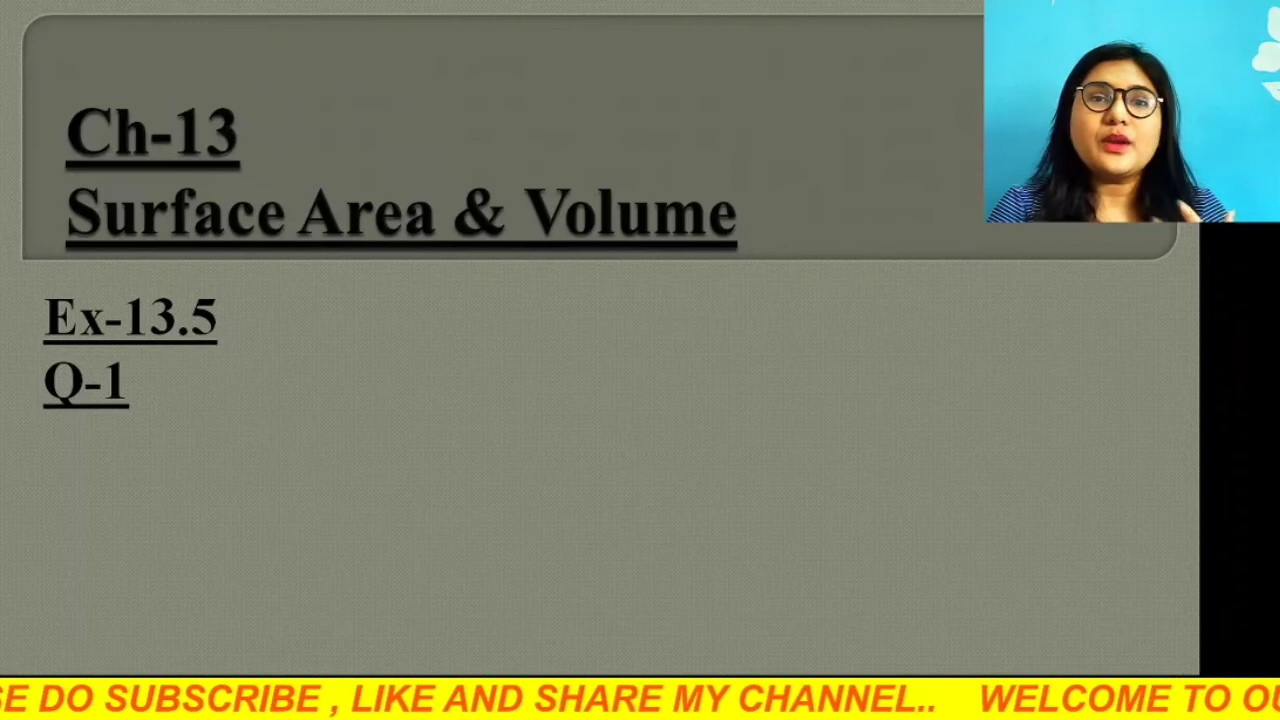 Ch-13
Surface Area & Volume
Ex-13.5
Q-1
DO SUBSCRIBE , LIKE AND SHARE MY CHANNEL.. WELCOME TO